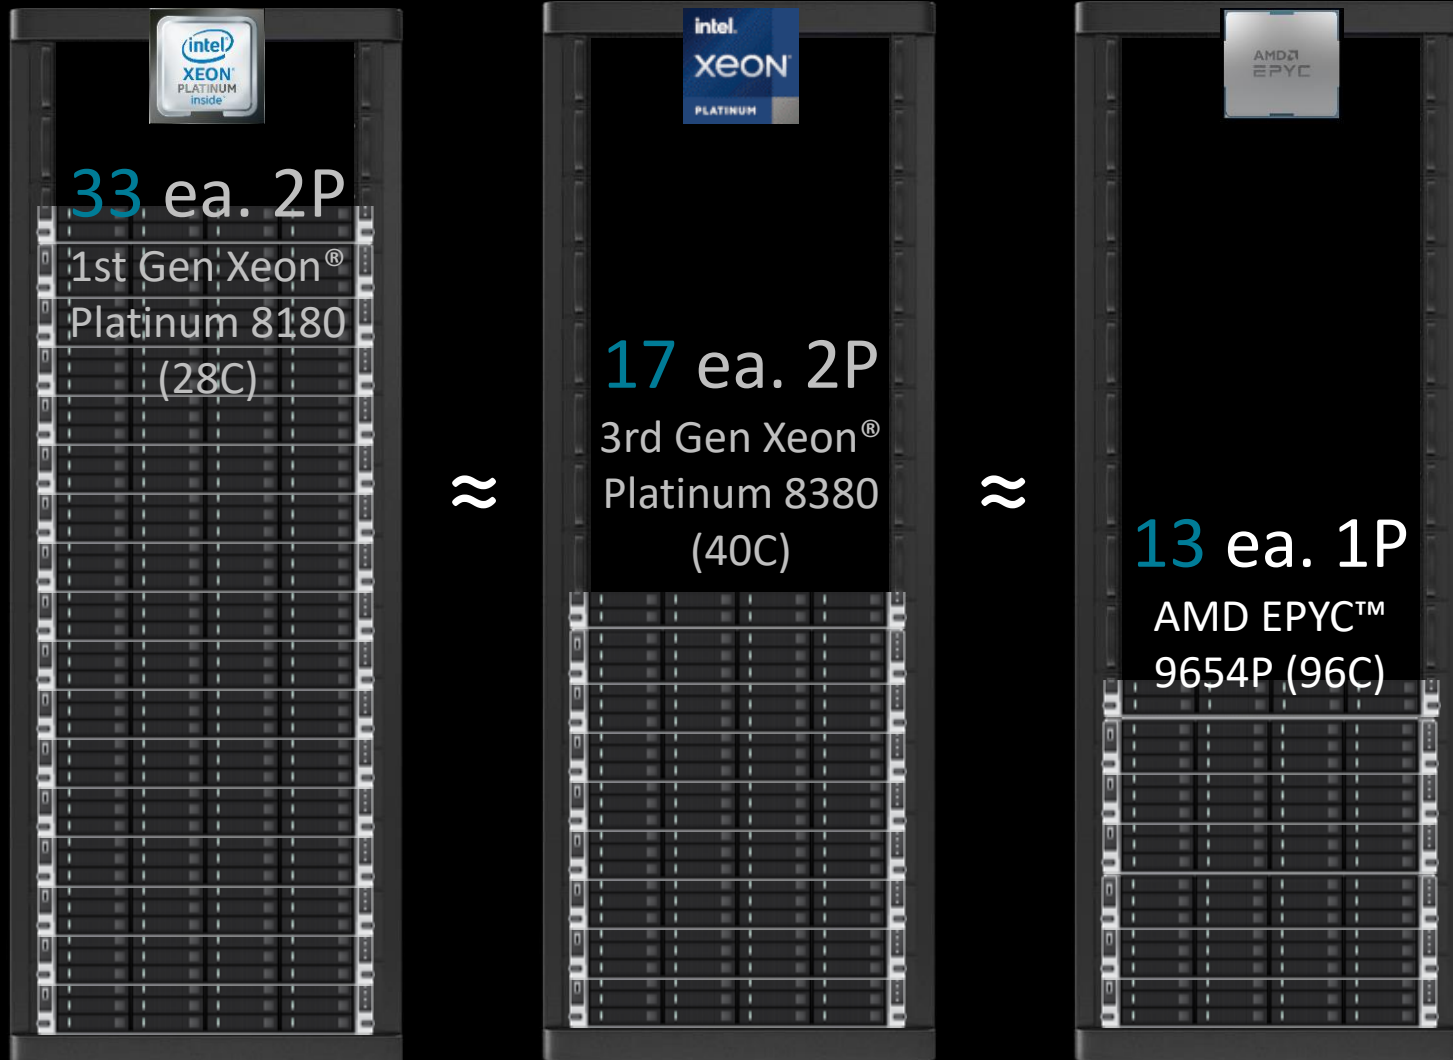 intel
XEON®
PLATINUM
inside™
33 ea. 2P
1st Gen Xeon®
Platinum 8180
(28C)
≈
intel.
xeon®
PLATINUM
17 ea. 2P
3rd Gen Xeon®
Platinum 8380
(40C)
≈
AMD
EPYC
13 ea. 1P
AMD EPYC™
9654P (96C)